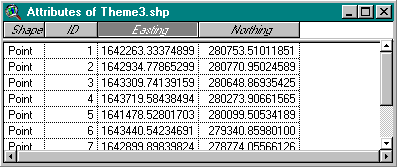 Attributes of Theme3.shp
Shape ID Easting Northing
Point 1 1642263.33374899 280753.51011851
Point 2 1642934.77865299 280770.95024589
Point 3 1643309.74139159 280648.86935425
Point 4 1643719.58438494 280273.90661565
Point 5 1641478.52801703 280099.50534189
Point 6 1643440.54234691 279340.85980100
Point 7 1642899.89839824 278774.05566126